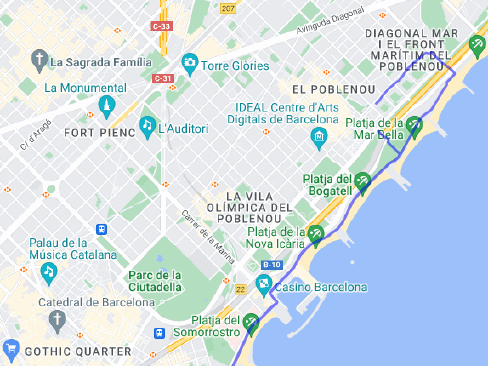 207
Avinguda Diagonal
C-33
DIAGONAL MAR
I EL FRONT
MARÍTIM DEL
POBLENOU
La Sagrada Família
Torre Glòries
C-31
La Monumental
EL POBLENOU
IDEAL Centre d'Arts
Digitals de Barcelona
FORT PIENC
L'Auditori
C/ d'Aragó
Platja de la
Mar Bella
Platja del
Bogatell
LA VILA
OLÍMPICA DEL
POBLENOU
Carrer de la Marina
Platja de la
Nova Icària
Palau de la
Música Catalana
B-10
Parc de la
Ciutadella
22
Casino Barcelona
Catedral de Barcelona
Platja del
Somorrostro
GOTHIC QUARTER